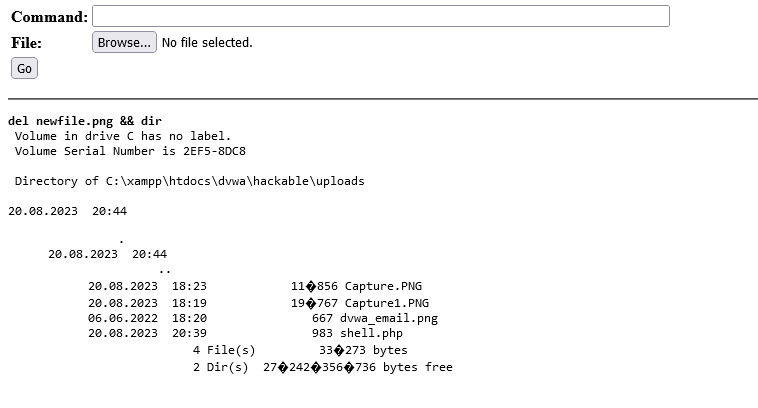 Command:
File: Browse... No file selected.
Go
del newfile.png && dir
Volume in drive C has no label.
Volume Serial Number is 2EF5-8DC8
Directory of C:\xampp\htdocs\dvwa\hackable\uploads
20.08.2023  20:44
.
20.08.2023  20:44
..
20.08.2023  18:23            11�856 Capture.PNG
20.08.2023  18:19            19�767 Capture1.PNG
06.06.2022  18:20               667 dvwa_email.png
20.08.2023  20:39               983 shell.php
4 File(s)         33�273 bytes
2 Dir(s)  27�242�356�736 bytes free